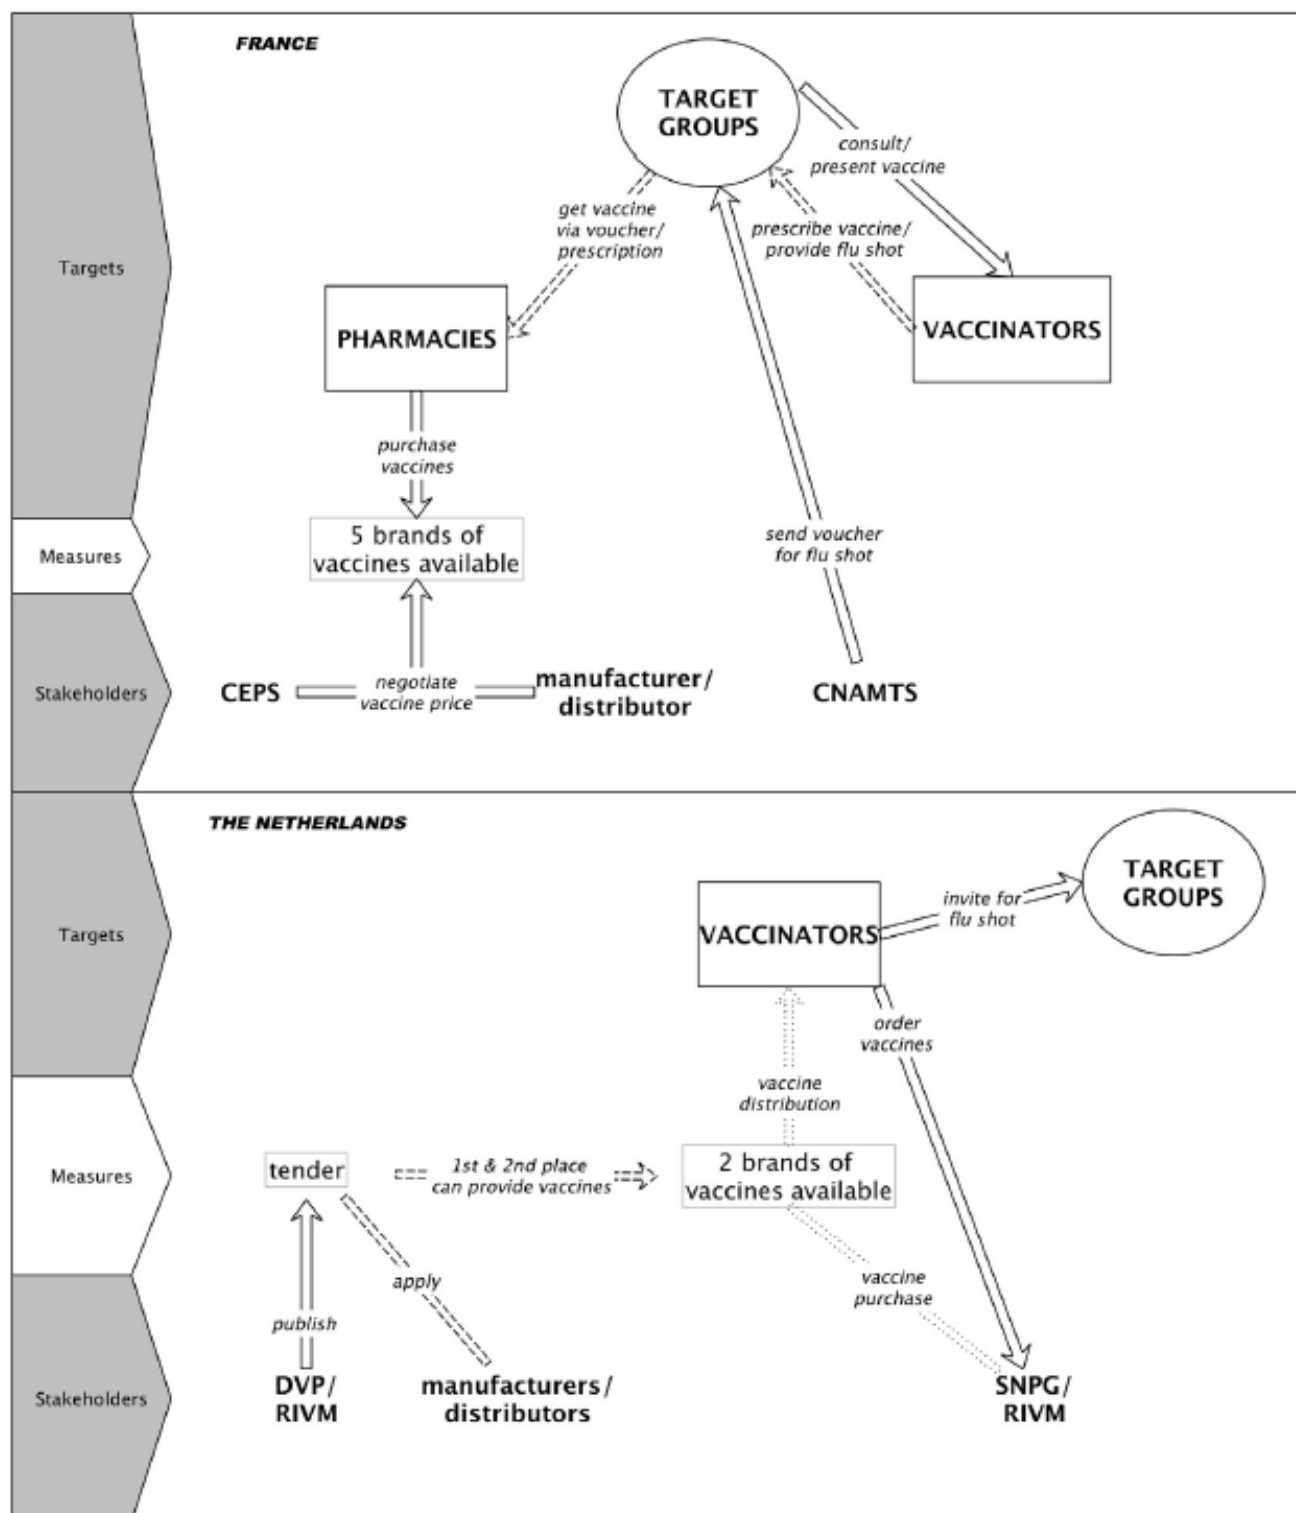 FRANCE
TARGET
GROUPS
consult/
present vaccine
get vaccine
via voucher/
prescription
prescribe vaccine/
provide flu shot
Targets
PHARMACIES
VACCINATORS
purchase
vaccines
Measures
5 brands of
vaccines available
send voucher
for flu shot
Stakeholders
CEPS
negotiate
vaccine price
manufacturer/
distributor
CNAMTS
THE NETHERLANDS
TARGET
GROUPS
invite for
flu shot
Targets
VACCINATORS
order
vaccines
vaccine
distribution
Measures
tender
1st & 2nd place
can provide vaccines
2 brands of
vaccines available
apply
vaccine
purchase
publish
Stakeholders
DVP/
RIVM
manufacturers/
distributors
SNPG/
RIVM